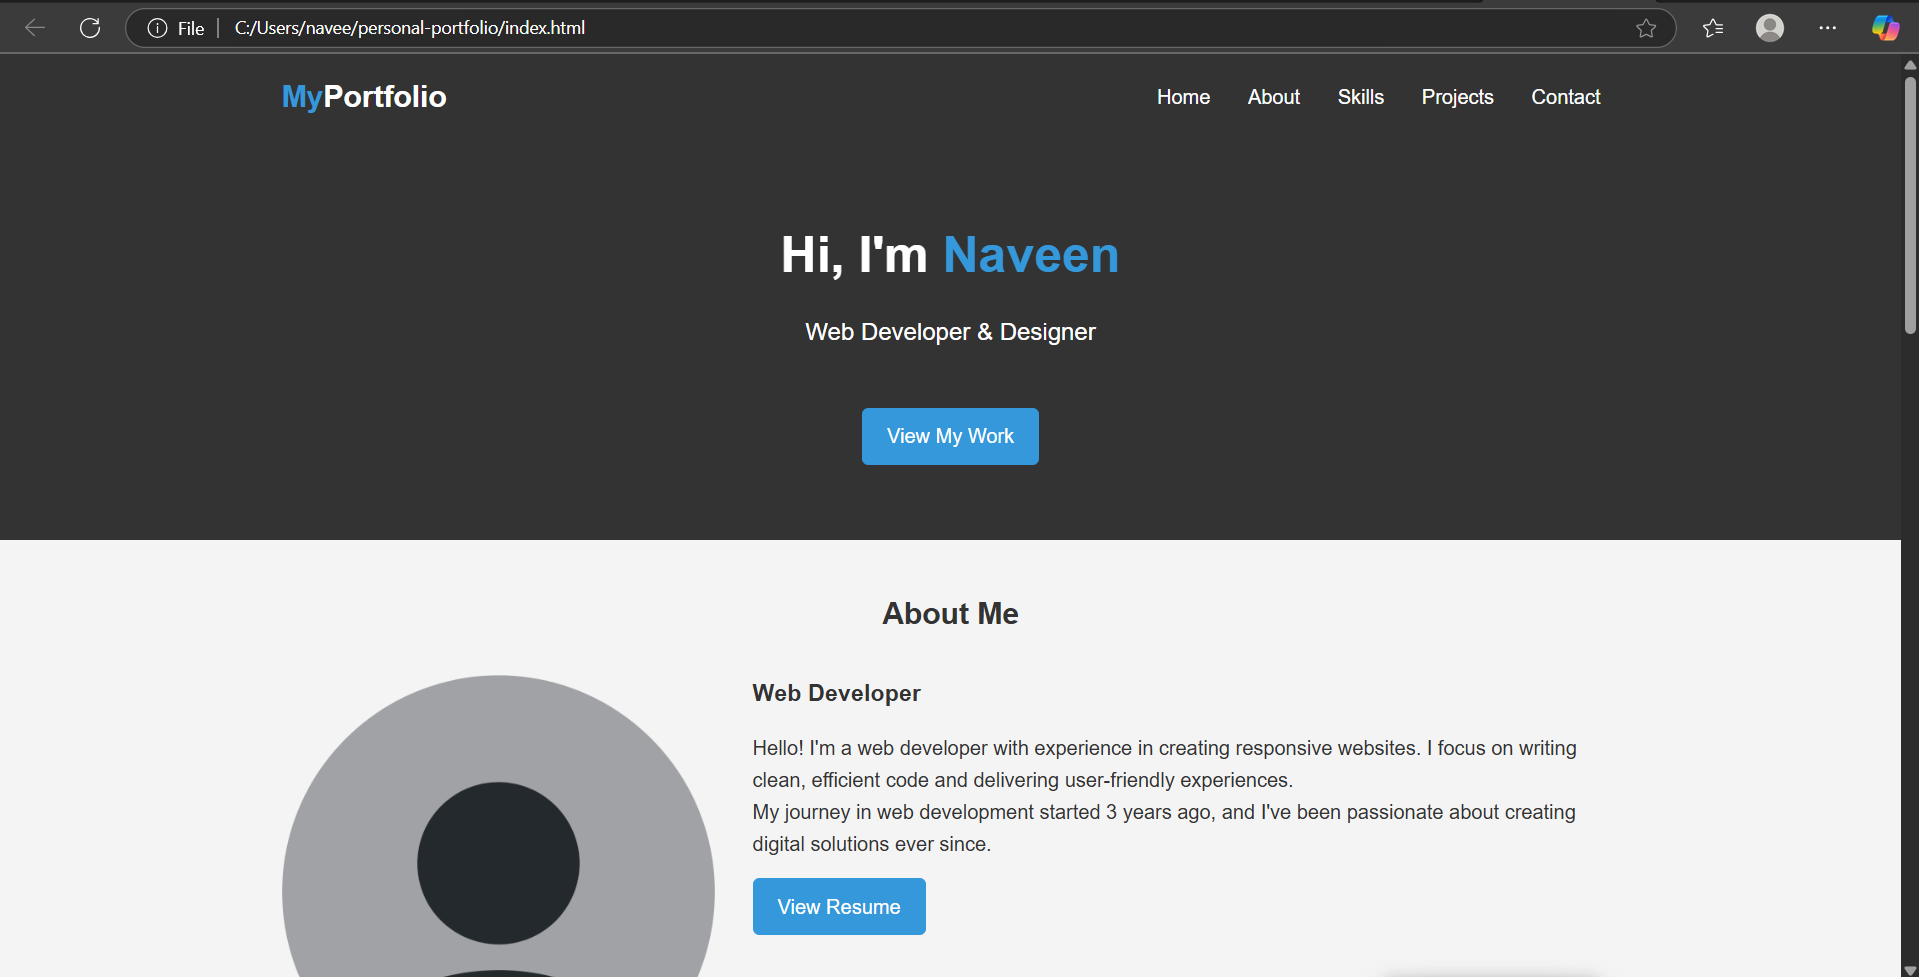 File C:/Users/navee/personal-portfolio/index.html
MyPortfolio Home About Skills Projects Contact
Hi, I'm Naveen
Web Developer & Designer
View My Work
About Me
Web Developer
Hello! I'm a web developer with experience in creating responsive websites. I focus on writing
clean, efficient code and delivering user-friendly experiences.
My journey in web development started 3 years ago, and I've been passionate about creating
digital solutions ever since.
View Resume